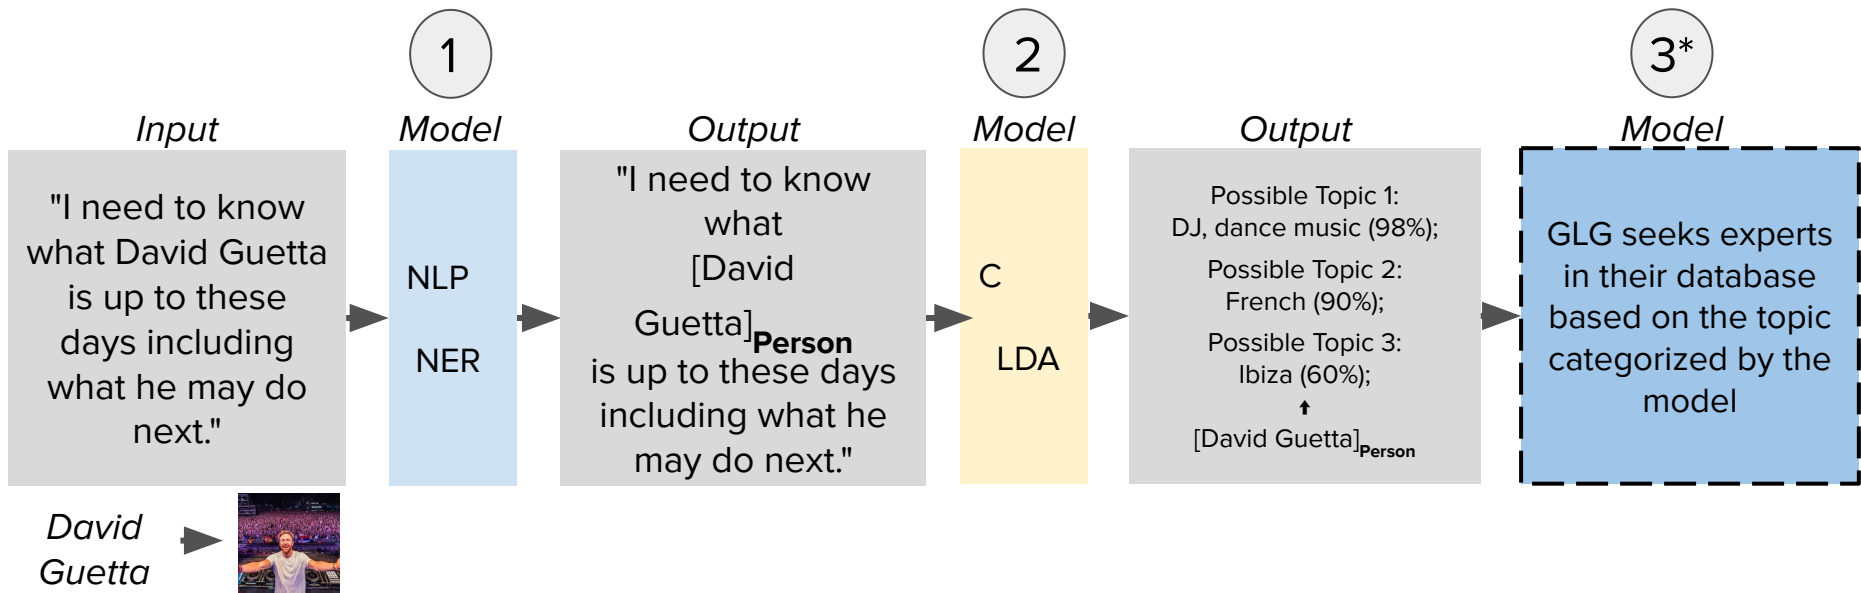 1
2
3*
Input
Model
Output
Model
Output
Model
"I need to know
what David Guetta
is up to these
days including
what he may do
next."
NLP
NER
"I need to know
what
[David
Guetta]Person
is up to these days
including what he
may do next."
C
LDA
Possible Topic 1:
DJ, dance music (98%);
Possible Topic 2:
French (90%);
Possible Topic 3:
Ibiza (60%);
[David Guetta]Person
GLG seeks experts
in their database
based on the topic
categorized by the
model
David
Guetta